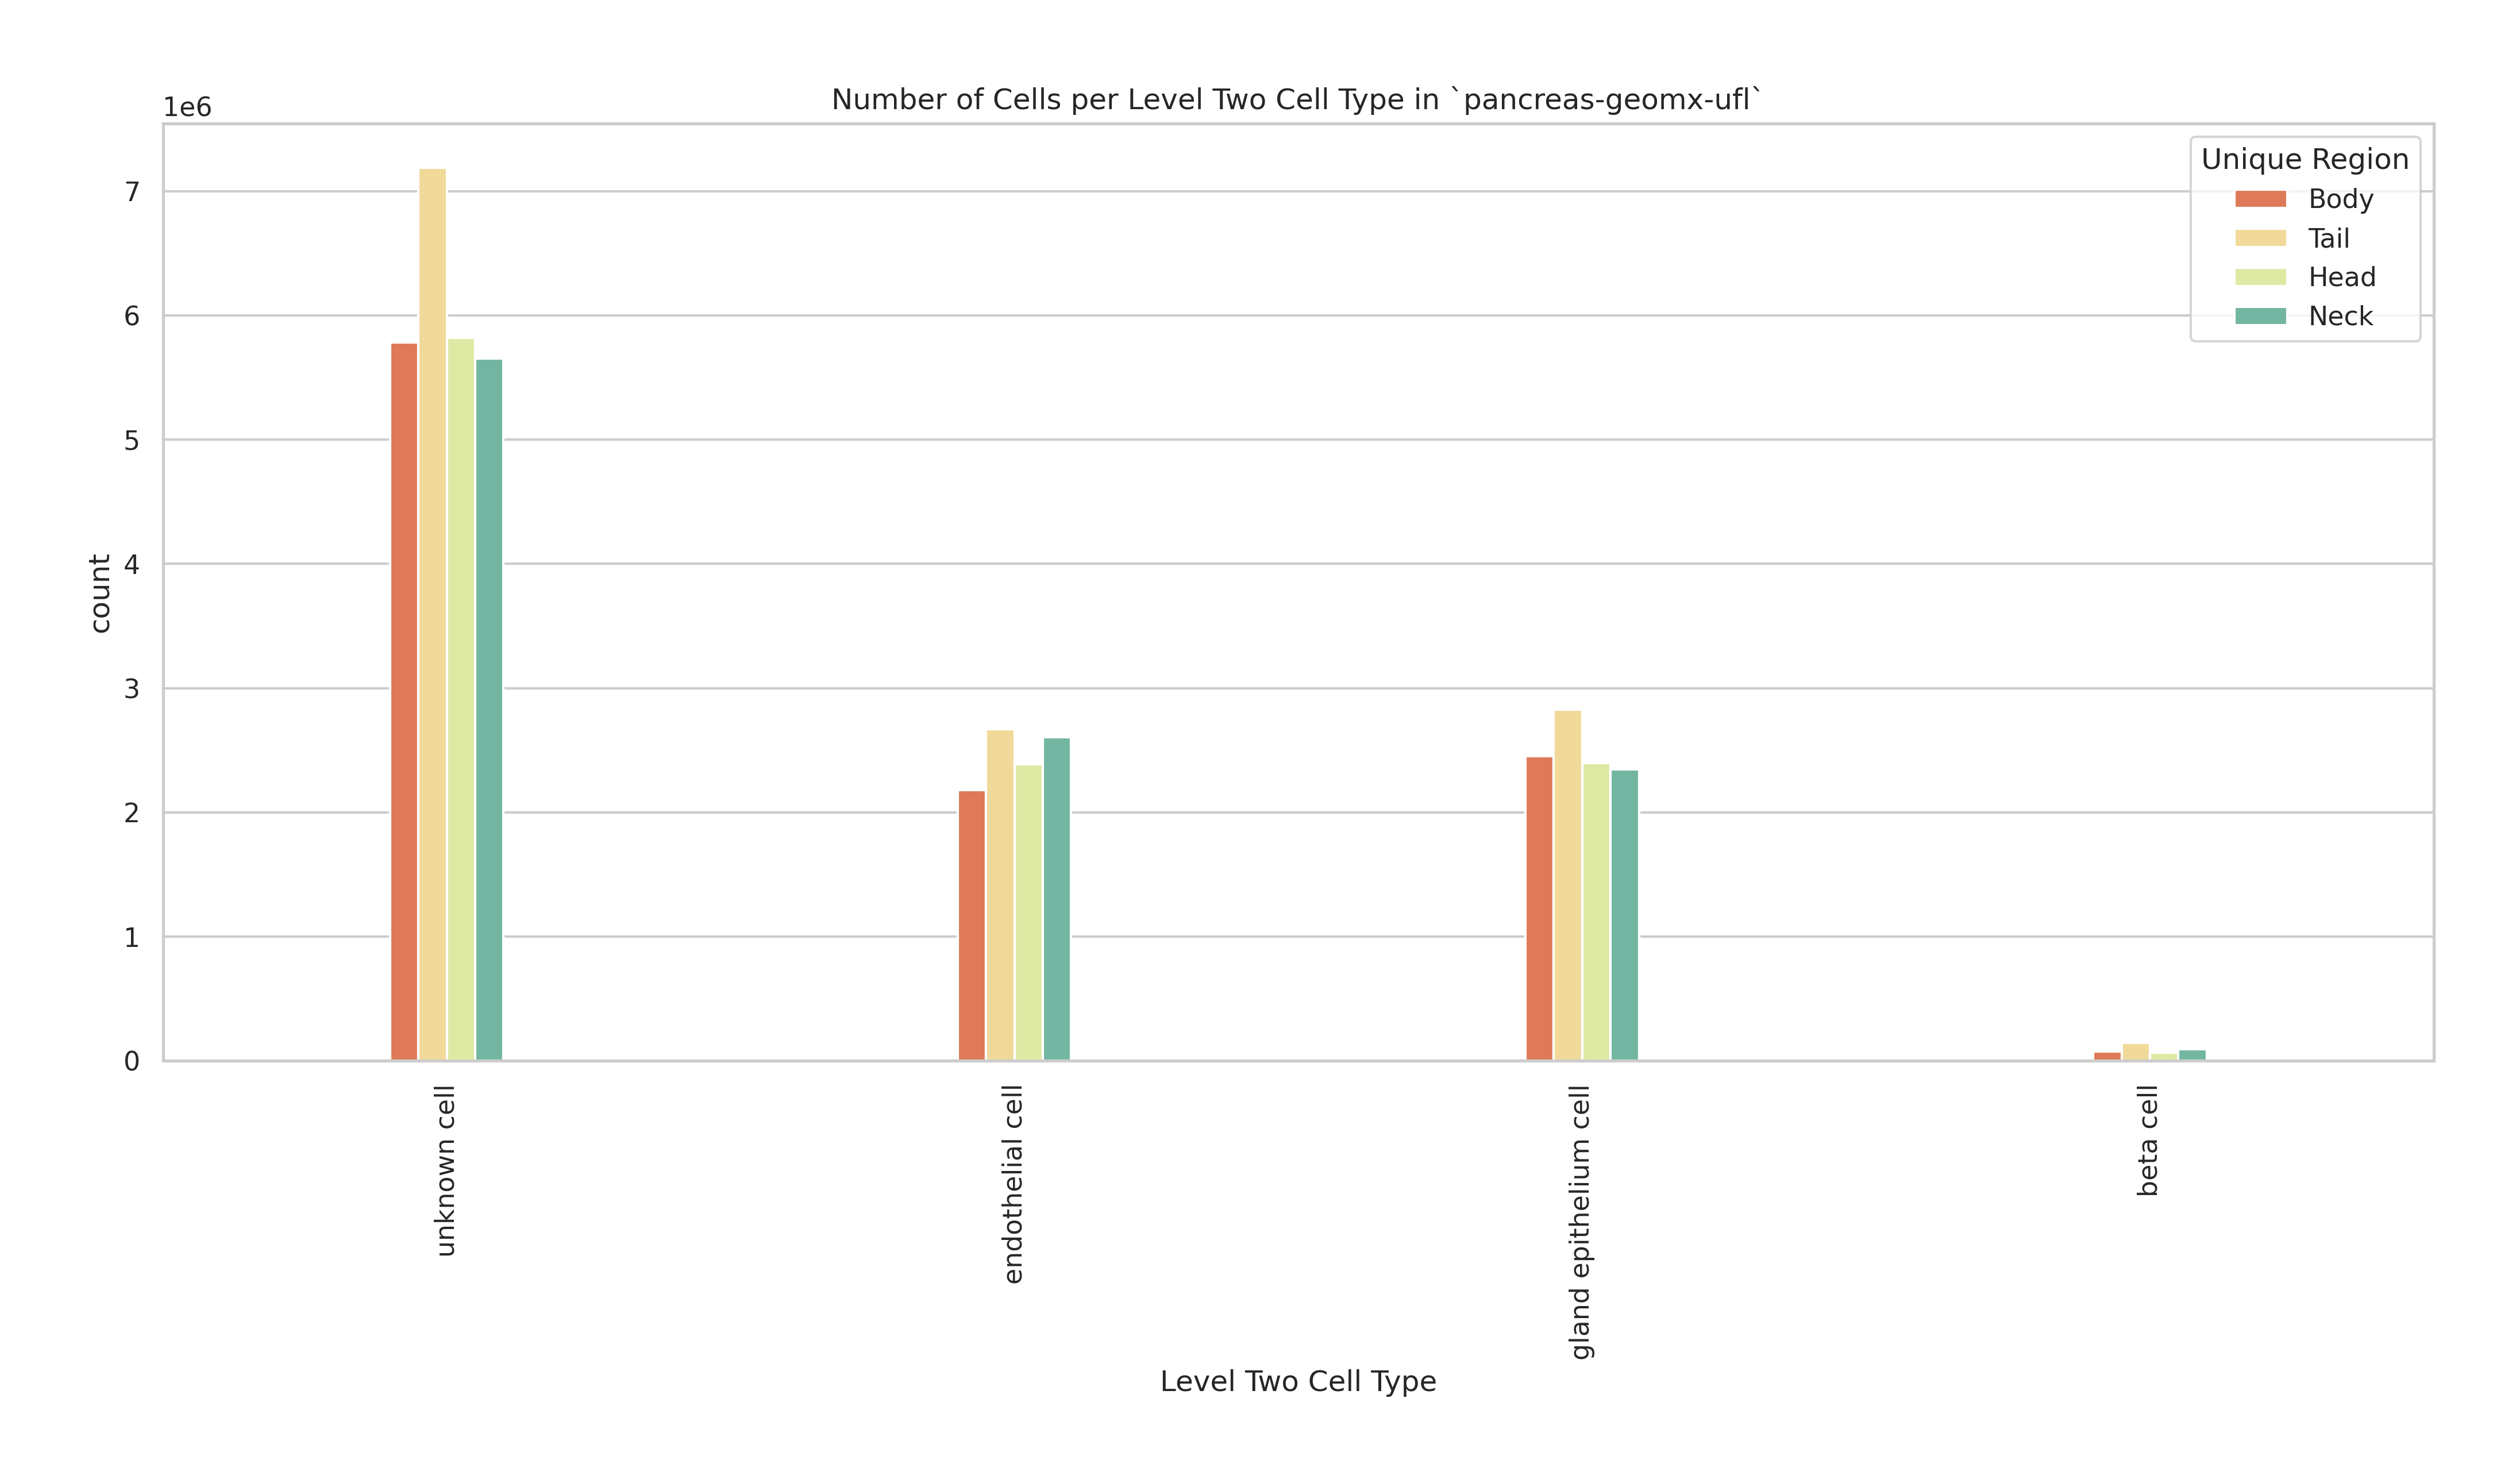 Number of Cells per Level Two Cell Type in `pancreas-geomx-ufl`
1e6
Unique Region
Body
Tail
Head
Neck
7
6
5
4
3
2
1
0
count
unknown cell
endothelial cell
gland epithelium cell
beta cell
Level Two Cell Type